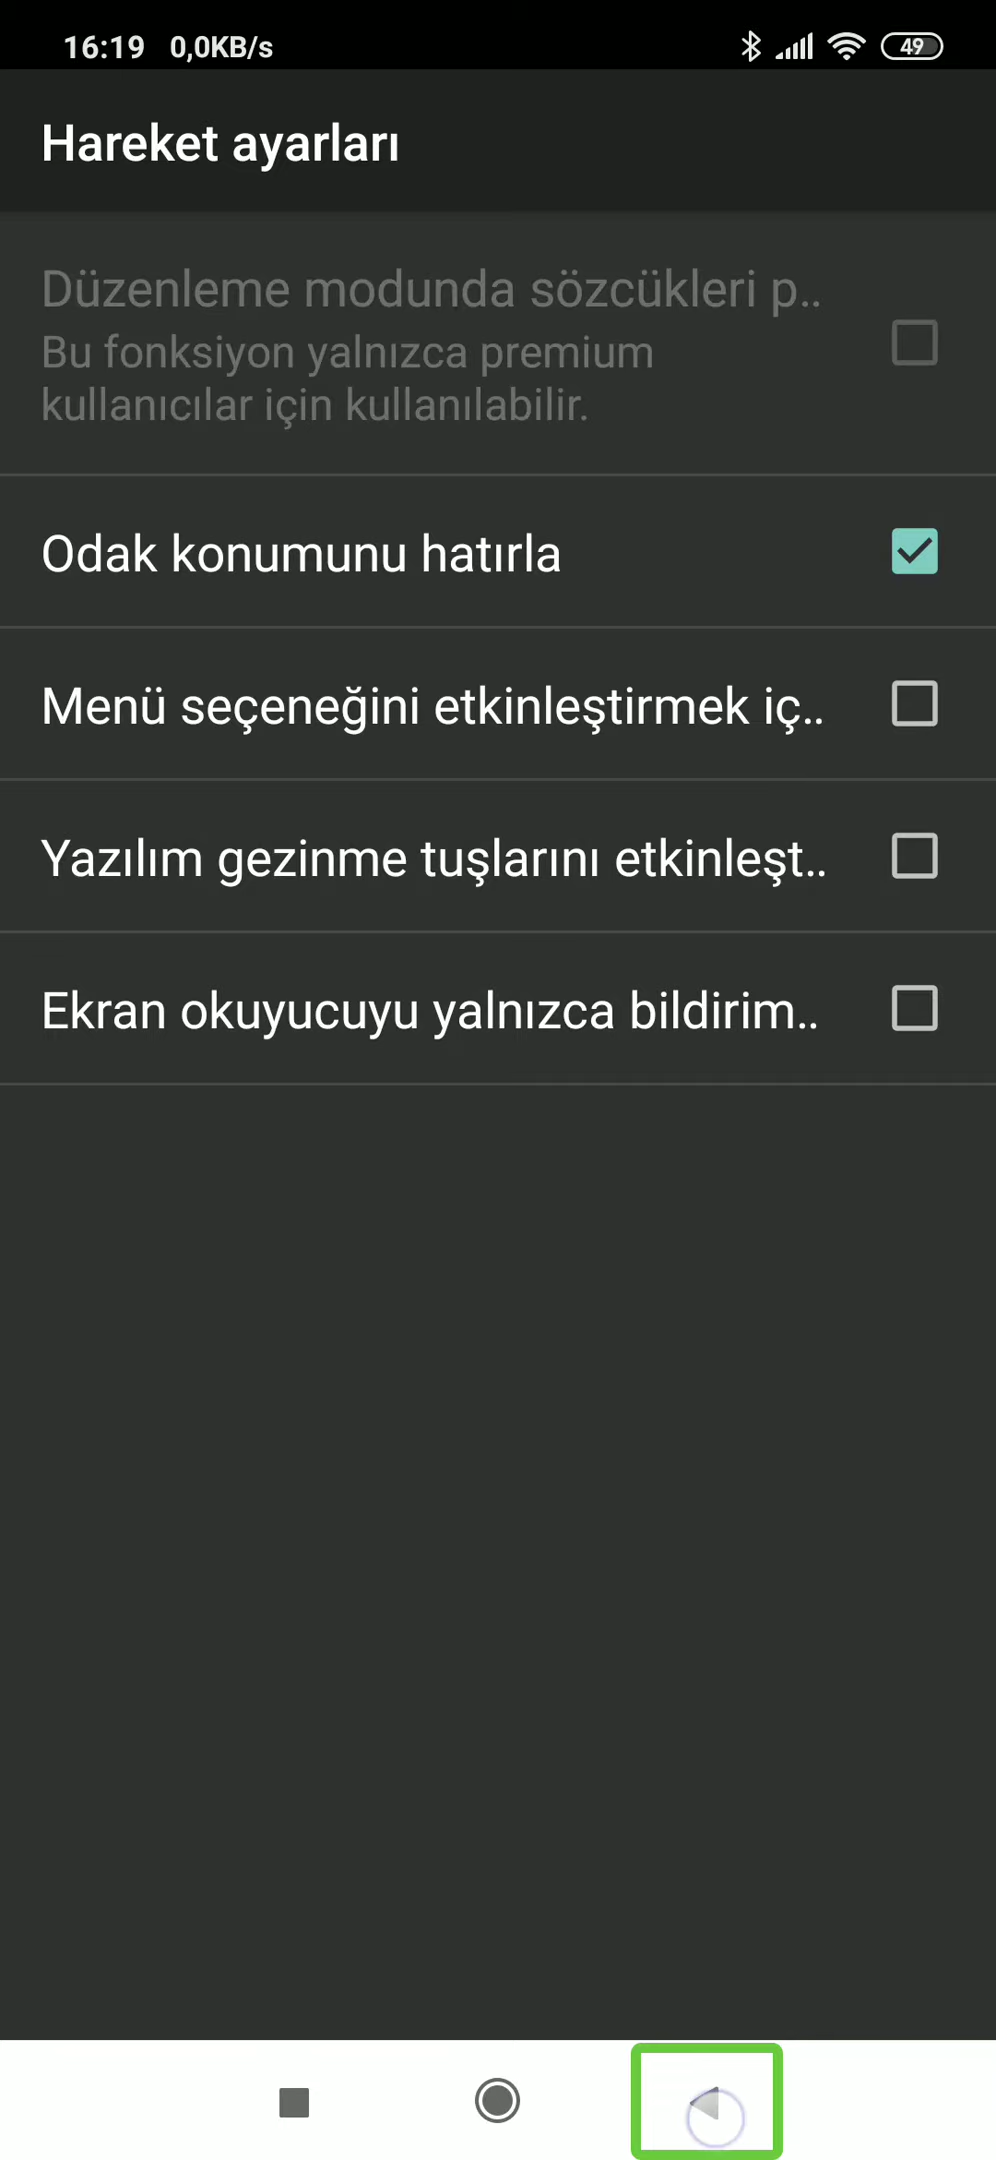 16:19 0,0KB/s 49
Hareket ayarları
Düzenleme modunda sözcükleri p..
Bu fonksiyon yalnızca premium
kullanıcılar için kullanılabilir.
Odak konumunu hatırla
Menü seçeneğini etkinleştirmek iç..
Yazılım gezinme tuşlarını etkinleşt..
Ekran okuyucuyu yalnızca bildirim..